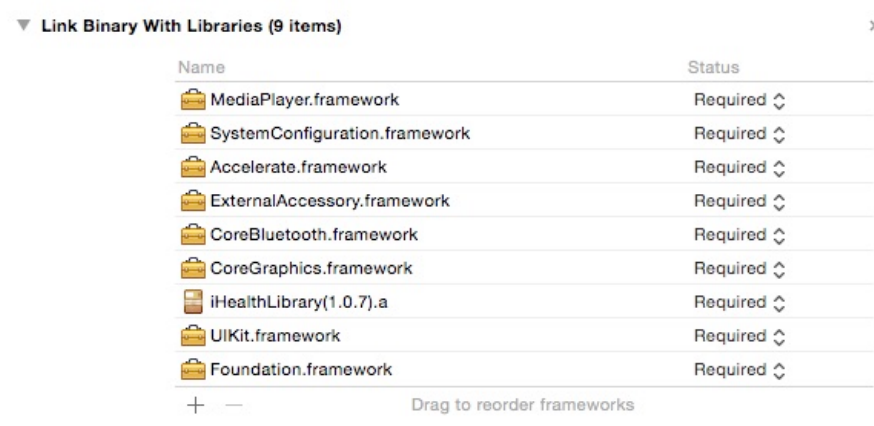 Link Binary With Libraries (9 items)
Name Status
MediaPlayer.framework Required
SystemConfiguration.framework Required
Accelerate.framework Required
ExternalAccessory.framework Required
CoreBluetooth.framework Required
CoreGraphics.framework Required
iHealthLibrary(1.0.7).a Required
UIKit.framework Required
Foundation.framework Required
Drag to reorder frameworks